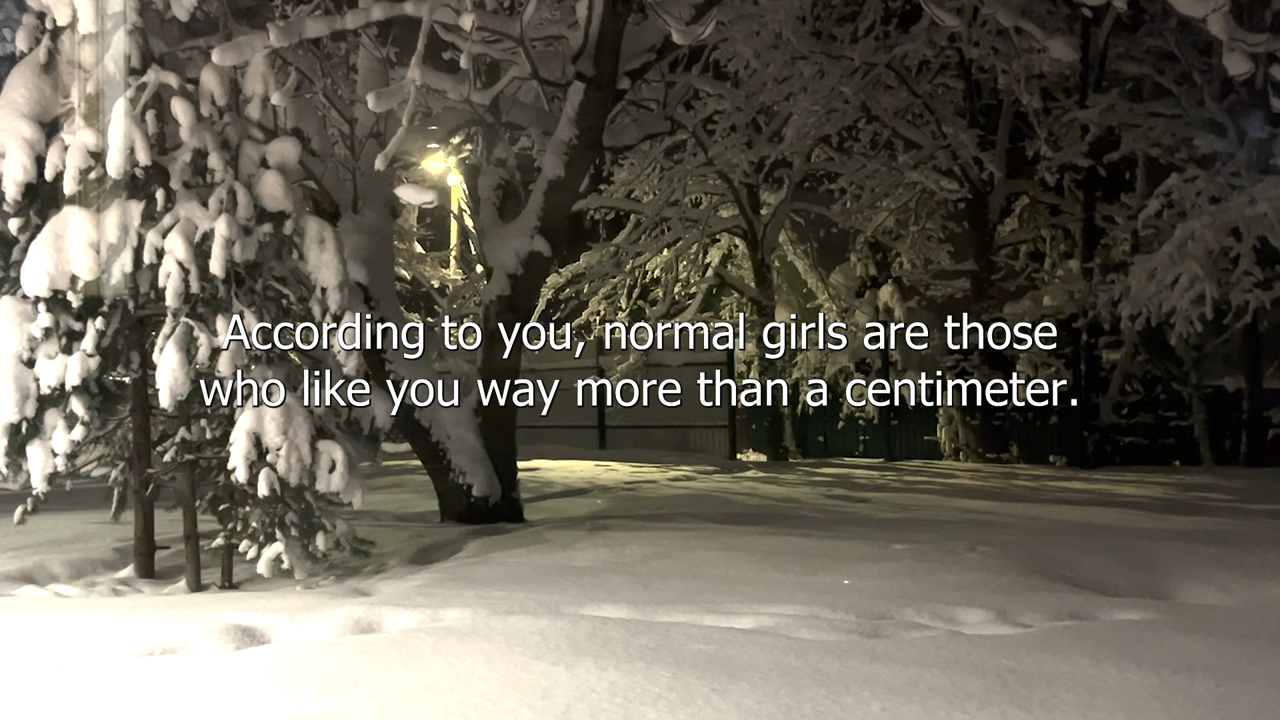 According to you, normal girls are those
who like you way more than a centimeter.